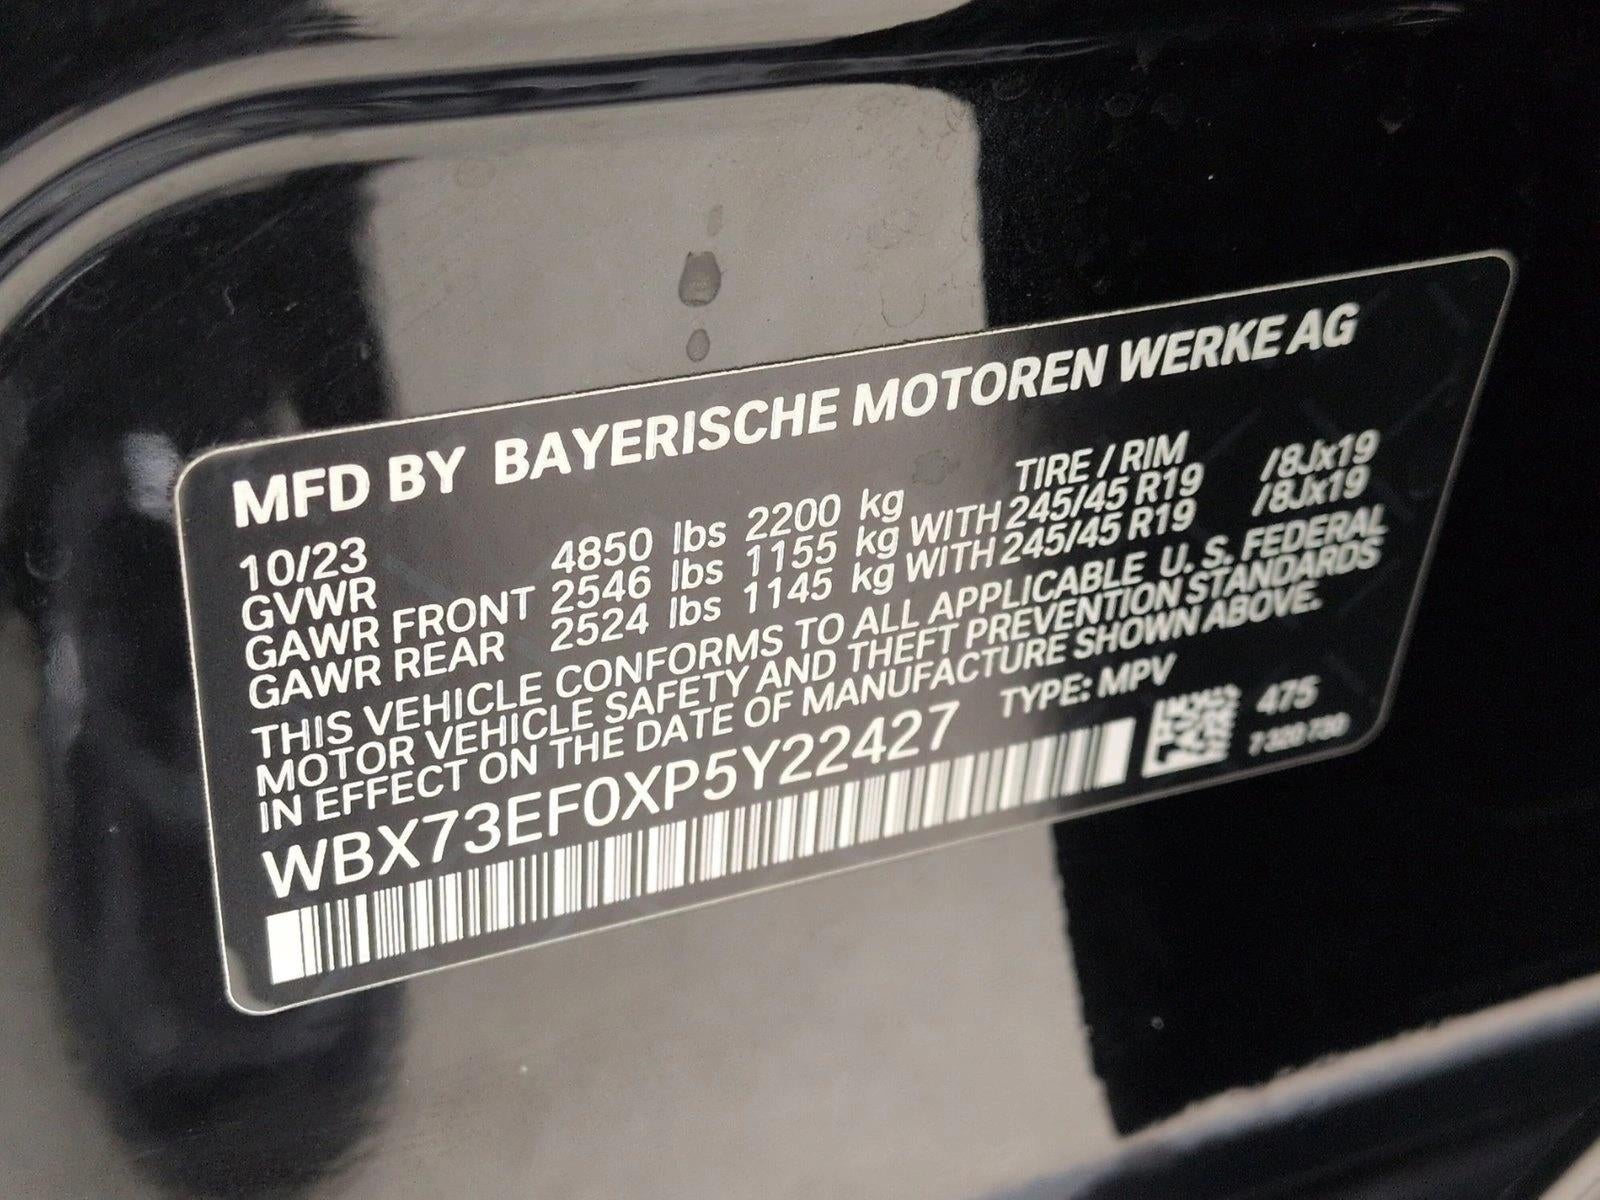 MFD BY BAYERISCHE MOTOREN WERKE AG
10/23 TIRE / RIM
GVWR 4850 lbs 2200 kg
GAWR FRONT 2546 lbs 1155 kg WITH 245/45 R19 /8Jx19
GAWR REAR 2524 lbs 1145 kg WITH 245/45 R19 /8Jx19
THIS VEHICLE CONFORMS TO ALL APPLICABLE U. S. FEDERAL
MOTOR VEHICLE SAFETY AND THEFT PREVENTION STANDARDS
IN EFFECT ON THE DATE OF MANUFACTURE SHOWN ABOVE.
WBX73EF0XP5Y22427 TYPE: MPV
475
7 320 730